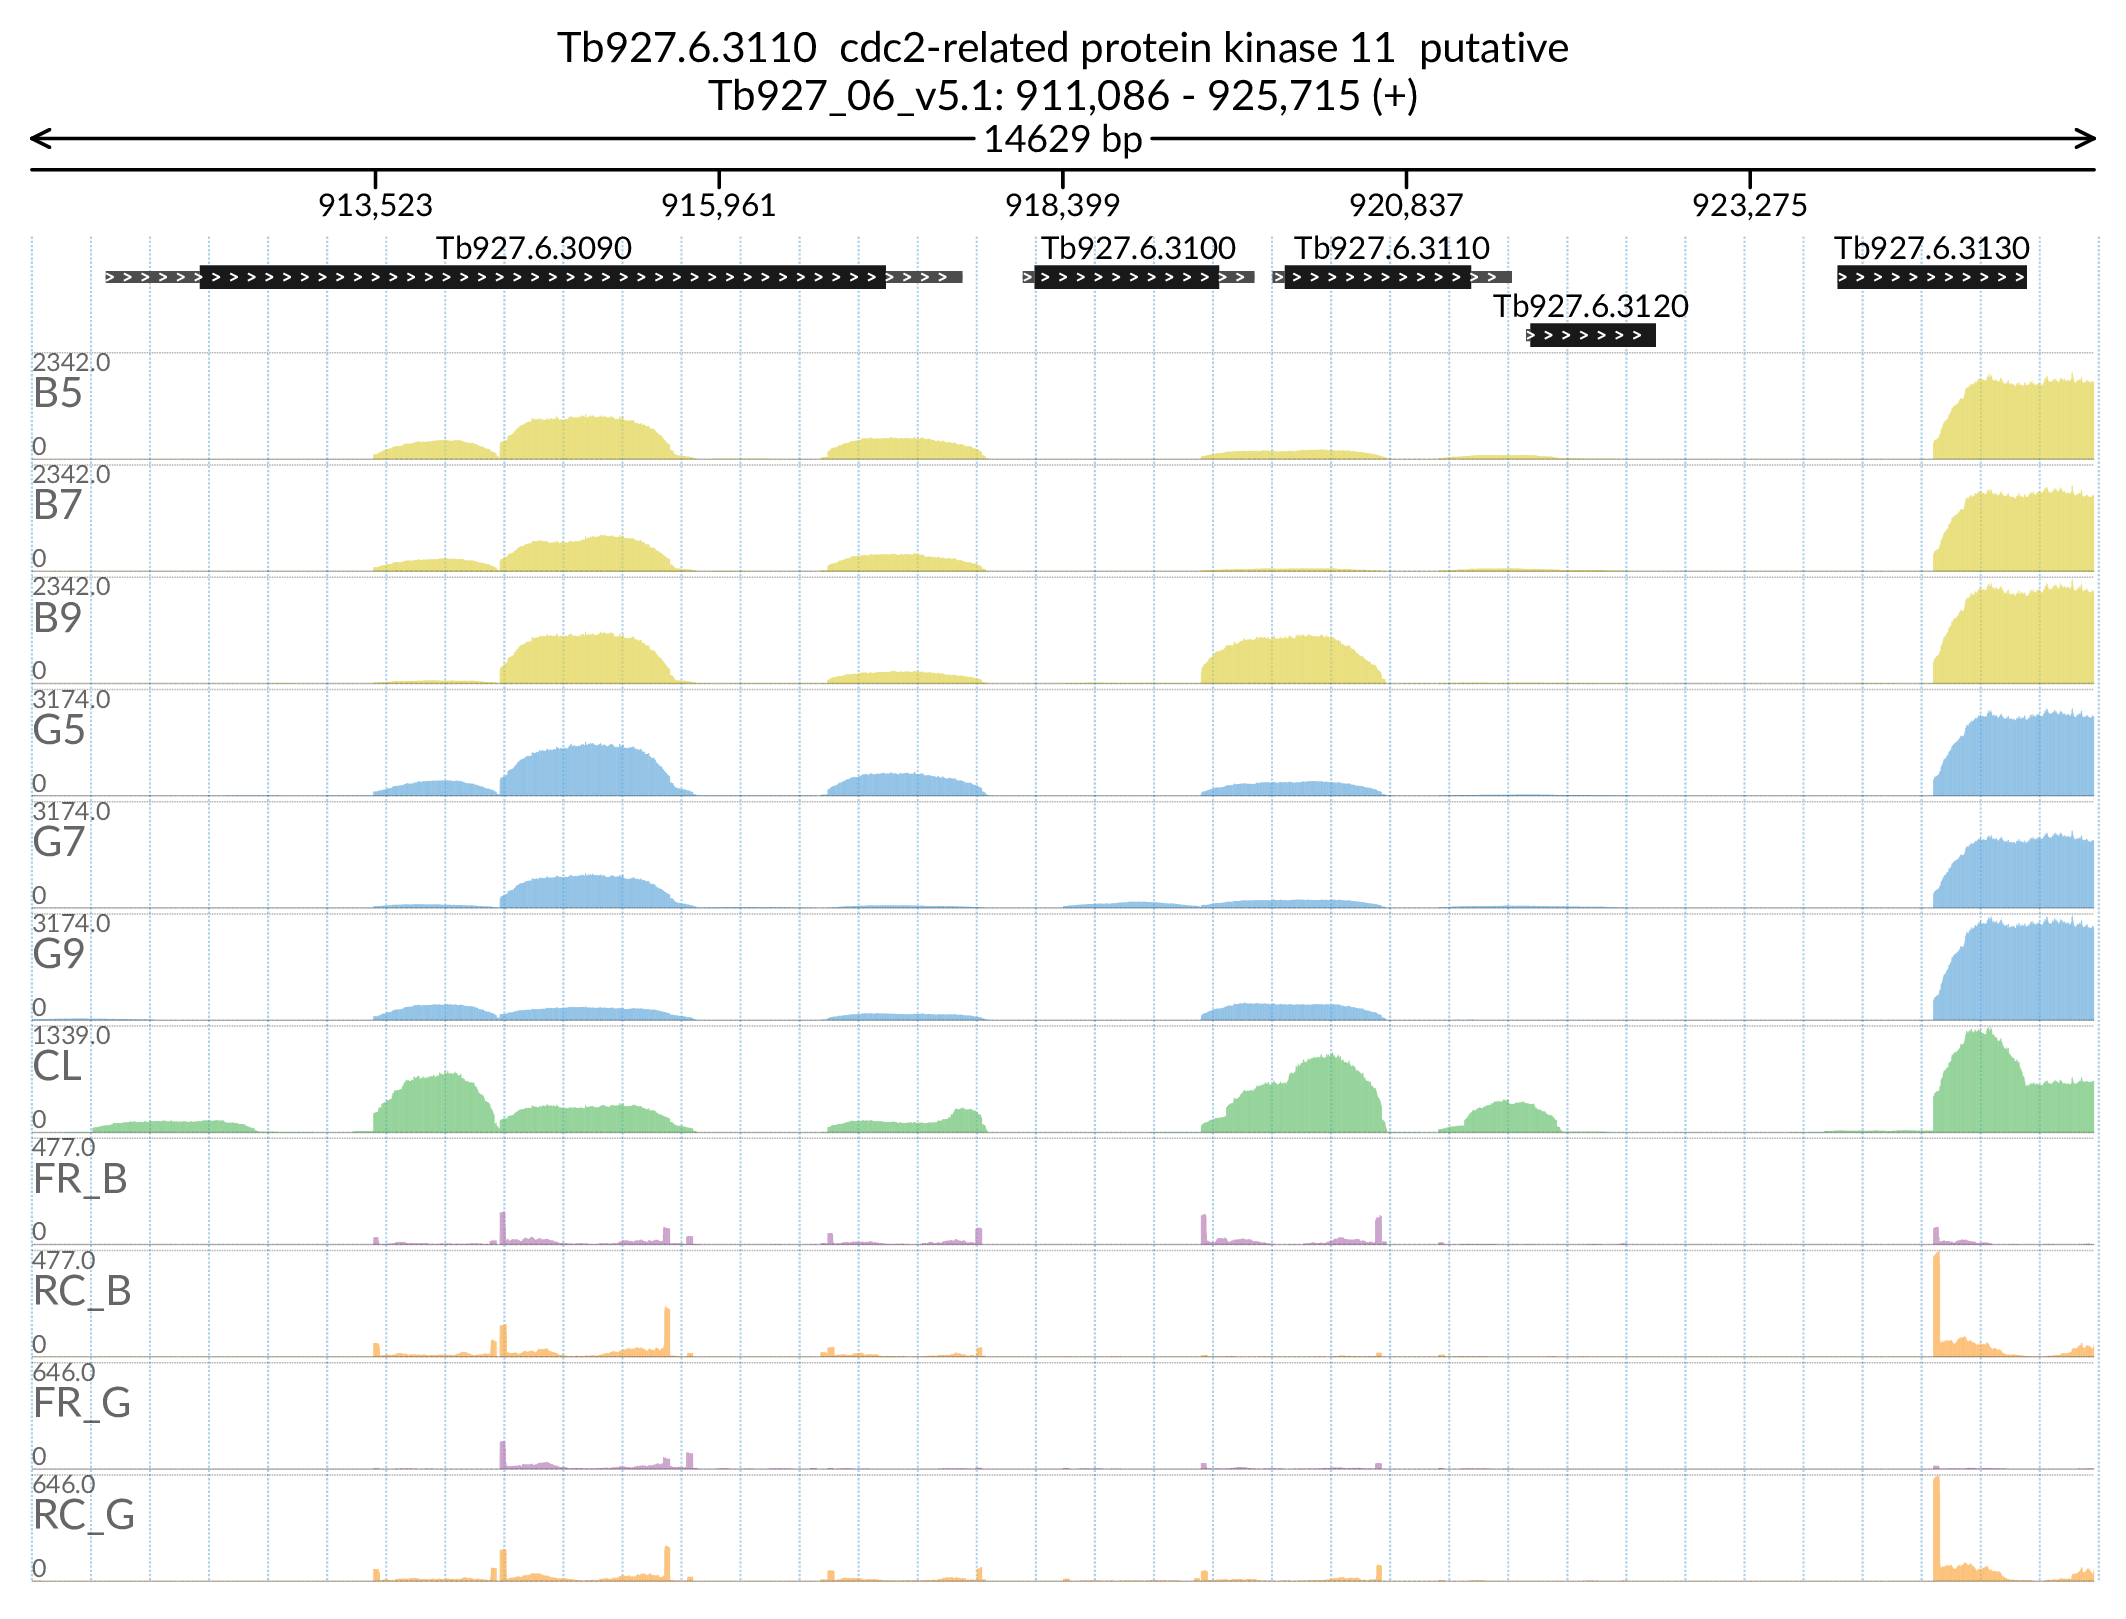 Tb927.6.3110  cdc2-related protein kinase 11  putative
Tb927_06_v5.1: 911,086 - 925,715 (+)
14629 bp
913,523 915,961 918,399 920,837 923,275
Tb927.6.3090 Tb927.6.3100 Tb927.6.3110 Tb927.6.3130
Tb927.6.3120
2342.0
B5
0
2342.0
B7
0
2342.0
B9
0
3174.0
G5
0
3174.0
G7
0
3174.0
G9
0
1339.0
CL
0
477.0
FR_B
0
477.0
RC_B
0
646.0
FR_G
0
646.0
RC_G
0